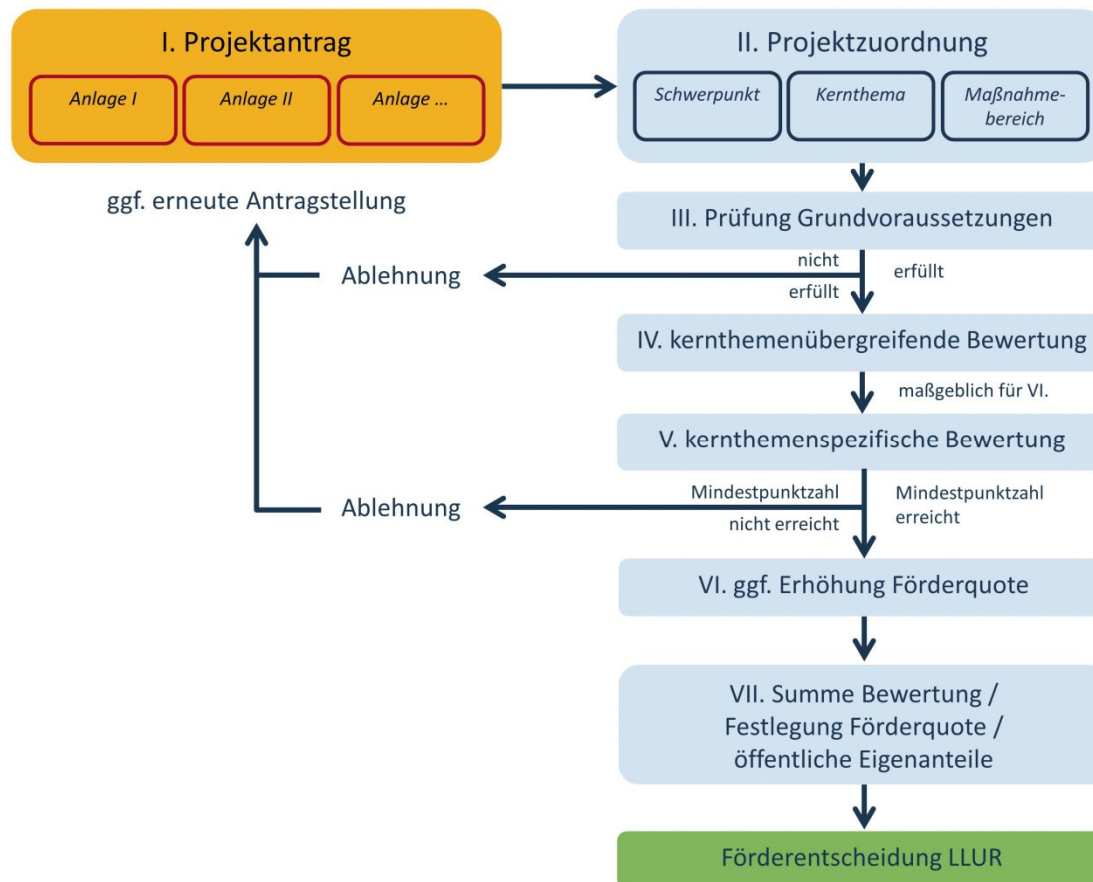 I. Projektantrag
Anlage I
Anlage II
Anlage ...
II. Projektzuordnung
Schwerpunkt
Kernthema
Maßnahme-
bereich
ggf. erneute Antragstellung
III. Prüfung Grundvoraussetzungen
Ablehnung
nicht
erfüllt
erfüllt
IV. kernthemenübergreifende Bewertung
maßgeblich für VI.
V. kernthemenspezifische Bewertung
Ablehnung
Mindestpunktzahl
nicht erreicht
Mindestpunktzahl
erreicht
VI. ggf. Erhöhung Förderquote
VII. Summe Bewertung /
Festlegung Förderquote /
öffentliche Eigenanteile
Förderentscheidung LLUR